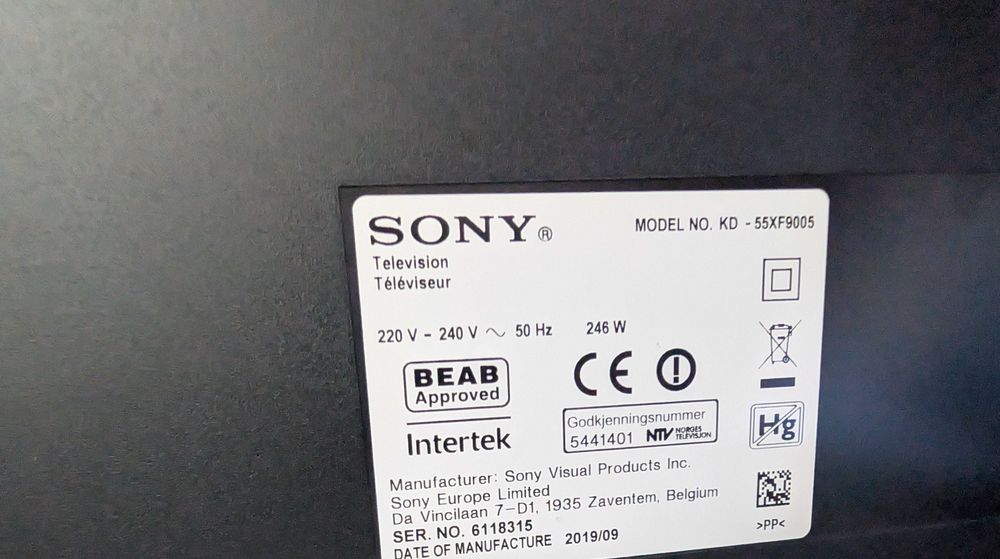 SONY®
MODEL NO. KD - 55XF9005
Television
Téléviseur
220 V - 240 V ~ 50 Hz 246 W
BEAB
Approved
Intertek
CE
Godkjenningsnummer
5441401 NTV NORGES TELEVISJON
Hg
Manufacturer: Sony Visual Products Inc.
Sony Europe Limited
Da Vincilaan 7-D1, 1935 Zaventem, Belgium
SER. NO. 6118315
DATE OF MANUFACTURE 2019/09
>PP<